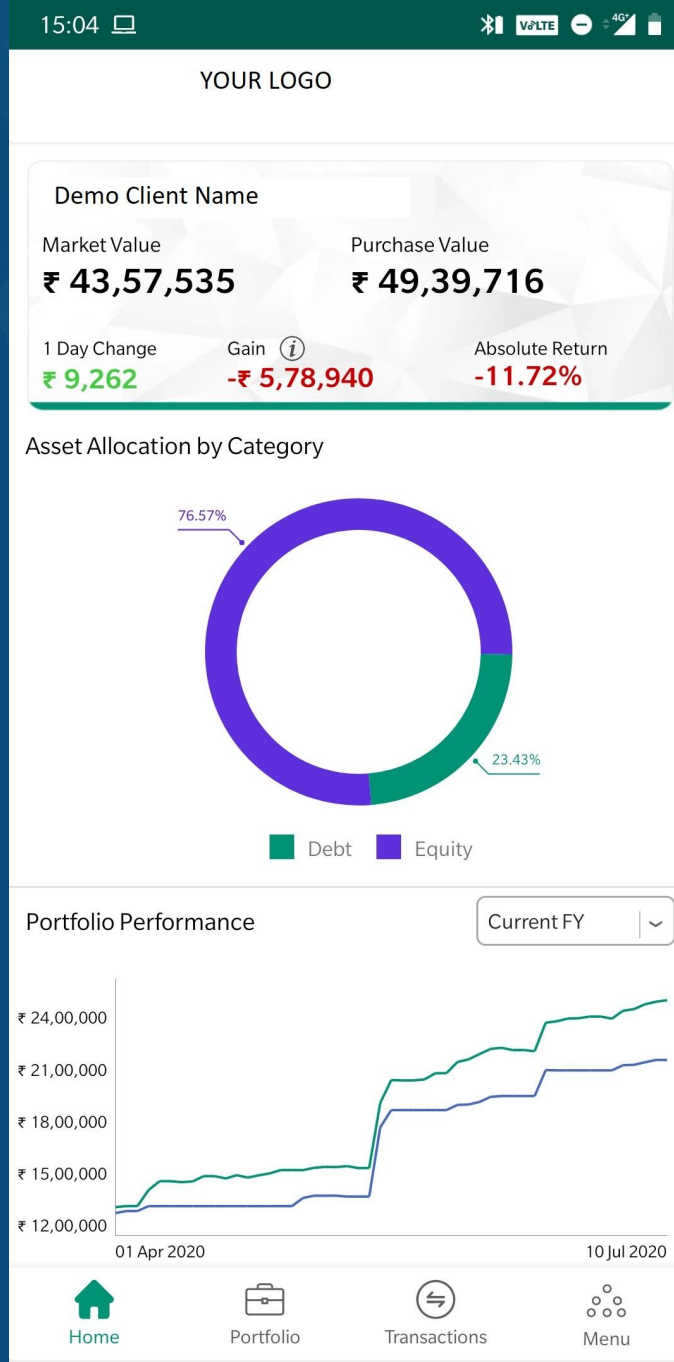 15:04
VoLTE 4G+
YOUR LOGO
Demo Client Name
Market Value Purchase Value
₹ 43,57,535 ₹ 49,39,716
1 Day Change Gain i Absolute Return
₹ 9,262 -₹ 5,78,940 -11.72%
Asset Allocation by Category
76.57%
23.43%
Debt Equity
Portfolio Performance Current FY
₹ 24,00,000
₹ 21,00,000
₹ 18,00,000
₹ 15,00,000
₹ 12,00,000
01 Apr 2020 10 Jul 2020
Home Portfolio Transactions Menu